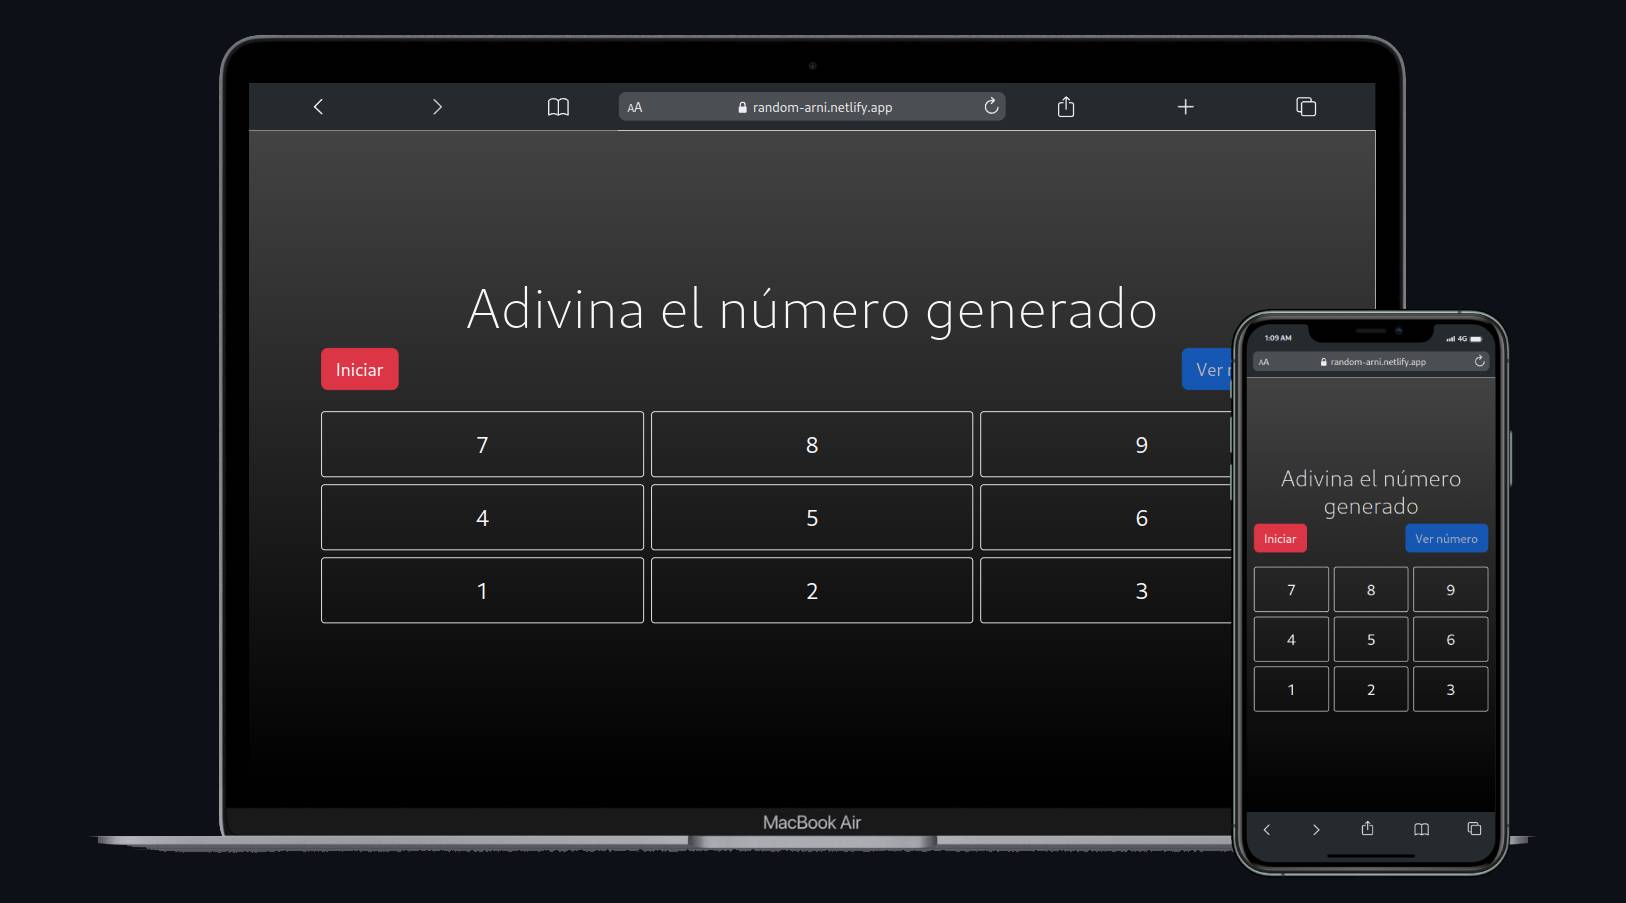 AA random-arni.netlify.app
Adivina el número generado
Iniciar Ver
7 8 9
4 5 6
1 2 3
MacBook Air
1:09 AM 4G
AA random-arni.netlify.app
Adivina el número
generado
Iniciar Ver número
7 8 9
4 5 6
1 2 3